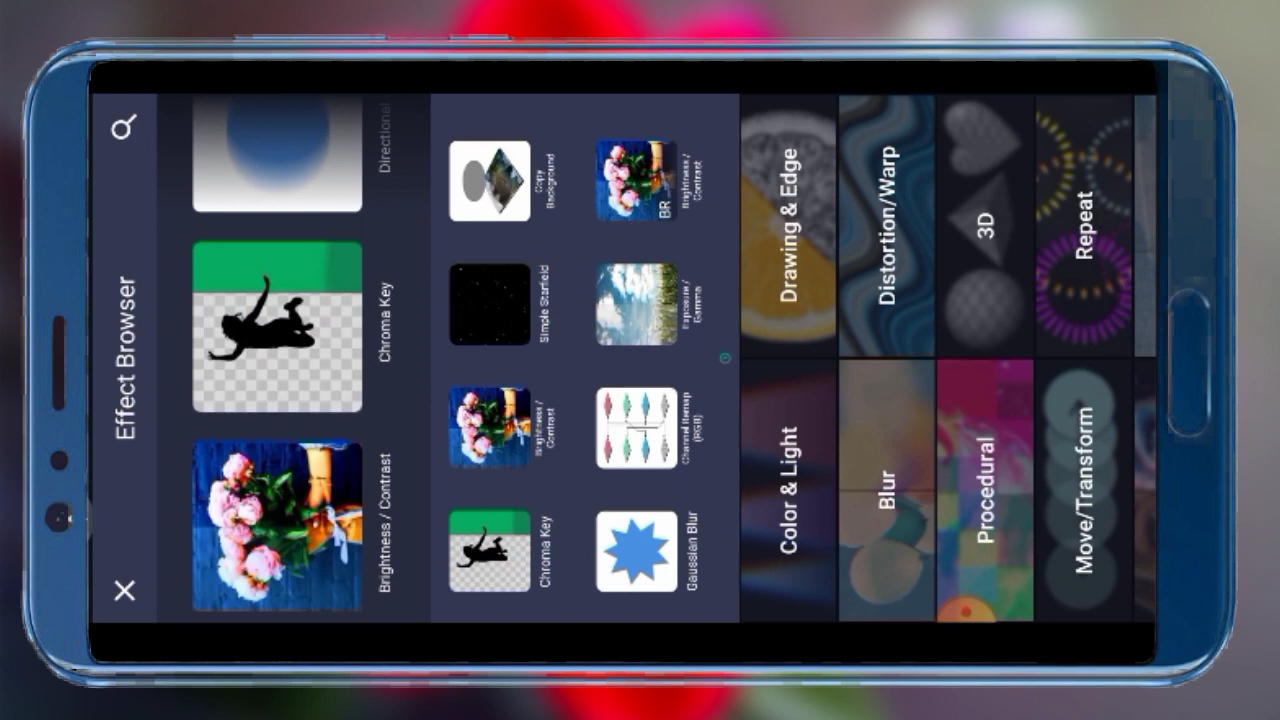 Effect Browser
Brightness / Contrast
Chroma Key
Directional
Chroma Key
Brightness /
Contrast
Simple Starfield
Copy
Background
Gaussian Blur
Channel Remap
(RGB)
Exposure /
Gamma
BR
Brightness /
Contrast
Color & Light
Drawing & Edge
Blur
Distortion/Warp
Procedural
3D
Move/Transform
Repeat